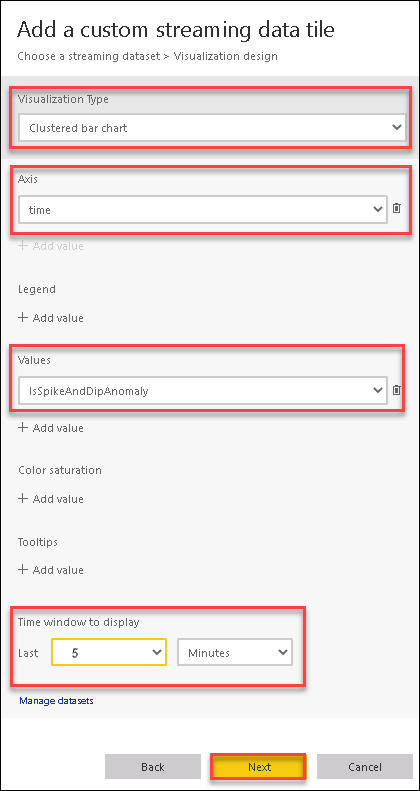 Add a custom streaming data tile
Choose a streaming dataset > Visualization design
Visualization Type
Clustered bar chart
Axis
time
+ Add value
Legend
+ Add value
Values
IsSpikeAndDipAnomaly
+ Add value
Color saturation
+ Add value
Tooltips
+ Add value
Time window to display
Last 5 Minutes
Manage datasets
Back Next Cancel